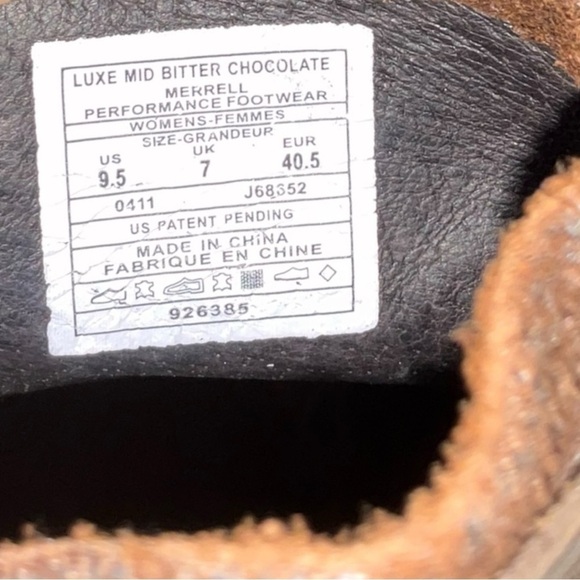 LUXE MID BITTER CHOCOLATE
MERRELL
PERFORMANCE FOOTWEAR
WOMENS-FEMMES
SIZE-GRANDEUR
US UK EUR
9.5 7 40.5
0411 J68352
US PATENT PENDING
MADE IN CHINA
FABRIQUE EN CHINE
926385